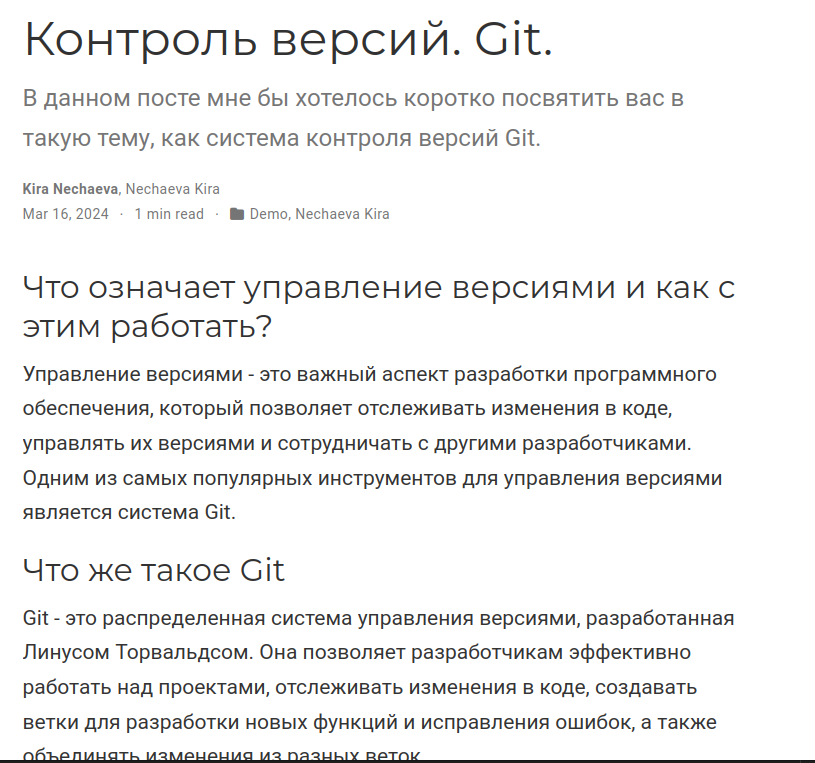 Контроль версий. Git.
В данном посте мне бы хотелось коротко посвятить вас в
такую тему, как система контроля версий Git.
Kira Nechaeva, Nechaeva Kira
Mar 16, 2024 · 1 min read · Demo, Nechaeva Kira
Что означает управление версиями и как с
этим работать?
Управление версиями - это важный аспект разработки программного
обеспечения, который позволяет отслеживать изменения в коде,
управлять их версиями и сотрудничать с другими разработчиками.
Одним из самых популярных инструментов для управления версиями
является система Git.
Что же такое Git
Git - это распределенная система управления версиями, разработанная
Линусом Торвальдсом. Она позволяет разработчикам эффективно
работать над проектами, отслеживать изменения в коде, создавать
ветки для разработки новых функций и исправления ошибок, а также
объединять изменения из разных веток.